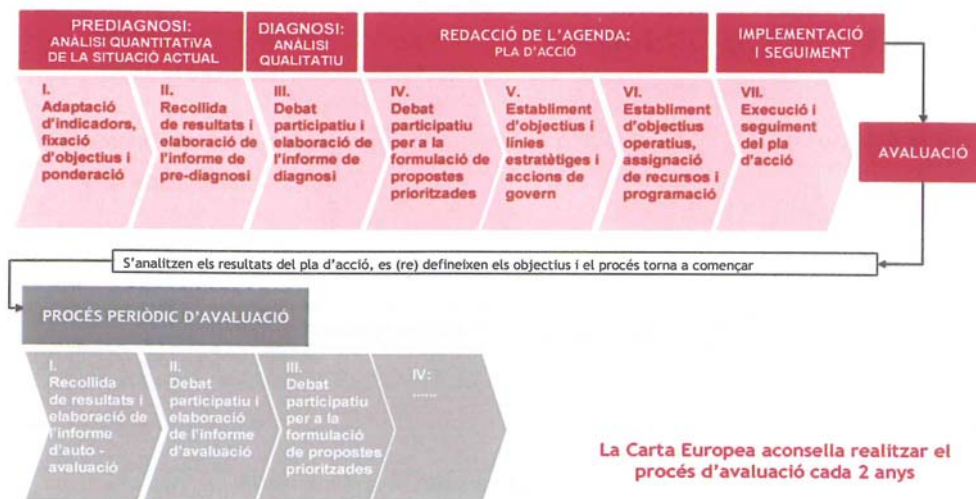 PREDIAGNOSI:
ANÀLISI QUANTITATIVA
DE LA SITUACIÓ ACTUAL
DIAGNOSI:
ANÀLISI
QUALITATIU
REDACCIÓ DE L'AGENDA:
PLA D'ACCIÓ
IMPLEMENTACIÓ
I SEGUIMENT
I.
Adaptació
d'indicadors,
fixació
d'objectius i
ponderació
II.
Recollida
de resultats i
elaboració de
l'informe de
pre-diagnosi
III.
Debat
participatiu i
elaboració de
l'informe de
diagnosi
IV.
Debat
participatiu
per a la
formulació de
propostes
prioritzades
V.
Establiment
d'objectius i
línies
estratètiges i
accions de
govern
VI.
Establiment
d'objectius
operatius,
assignació
de recursos i
programació
VII.
Execució i
seguiment
del pla
d'acció
AVALUACIÓ
S'analitzen els resultats del pla d'acció, es (re) defineixen els objectius i el procés torna a començar
PROCÉS PERIÒDIC D'AVALUACIÓ
I.
Recollida
de resultats i
elaboració de
l'informe
d'auto -
avaluació
II.
Debat
participatiu i
elaboració
de l'informe
d'avaluació
III.
Debat
participatiu
per a la
formulació
de propostes
prioritzades
IV:
......
La Carta Europea aconsella realitzar el
procés d'avaluació cada 2 anys